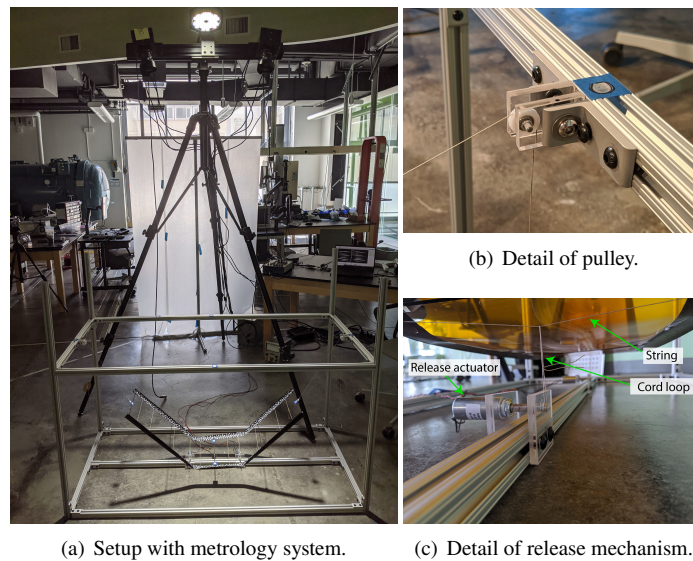 (a) Setup with metrology system.
(b) Detail of pulley.
Release actuator
String
Cord loop
(c) Detail of release mechanism.